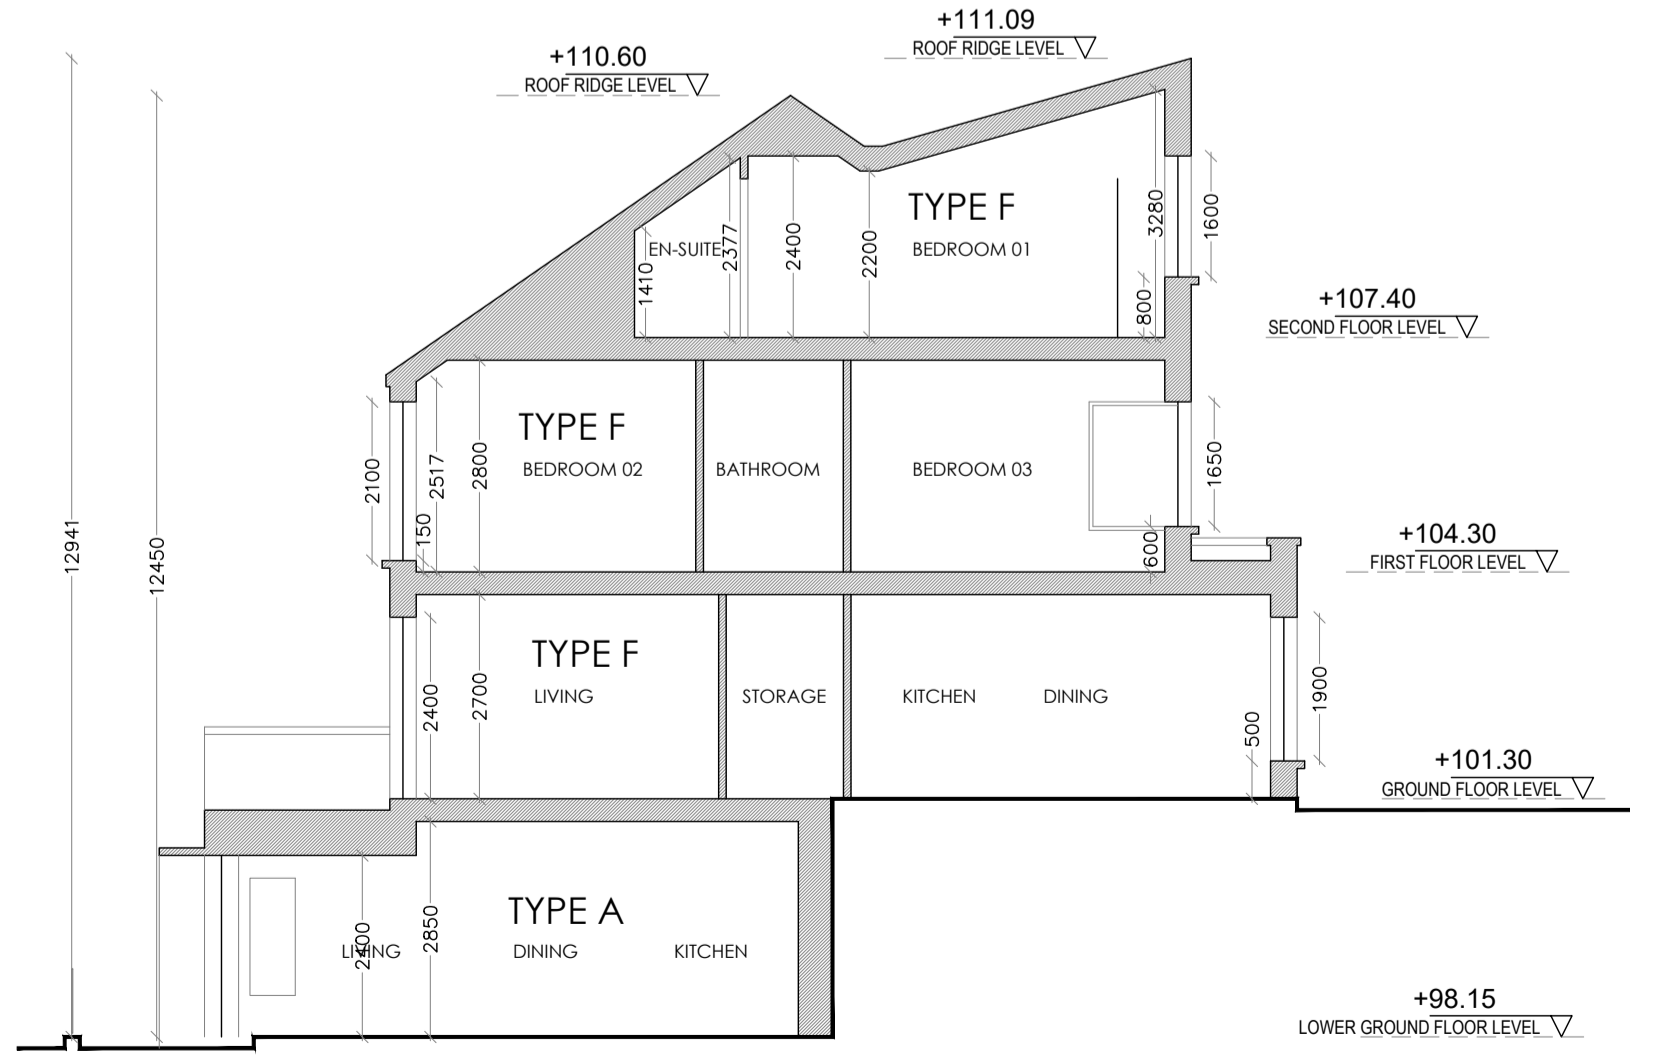 +111.09
ROOF RIDGE LEVEL
+110.60
ROOF RIDGE LEVEL
TYPE F
EN-SUITE
BEDROOM 01
1410
2377
2400
2200
800
3280
1600
+107.40
SECOND FLOOR LEVEL
TYPE F
BEDROOM 02
BATHROOM
BEDROOM 03
2100
150
2517
2800
600
1650
12941
12450
+104.30
FIRST FLOOR LEVEL
TYPE F
LIVING
STORAGE
KITCHEN
DINING
2400
2700
500
1900
+101.30
GROUND FLOOR LEVEL
TYPE A
LIVING
DINING
KITCHEN
2400
2850
+98.15
LOWER GROUND FLOOR LEVEL